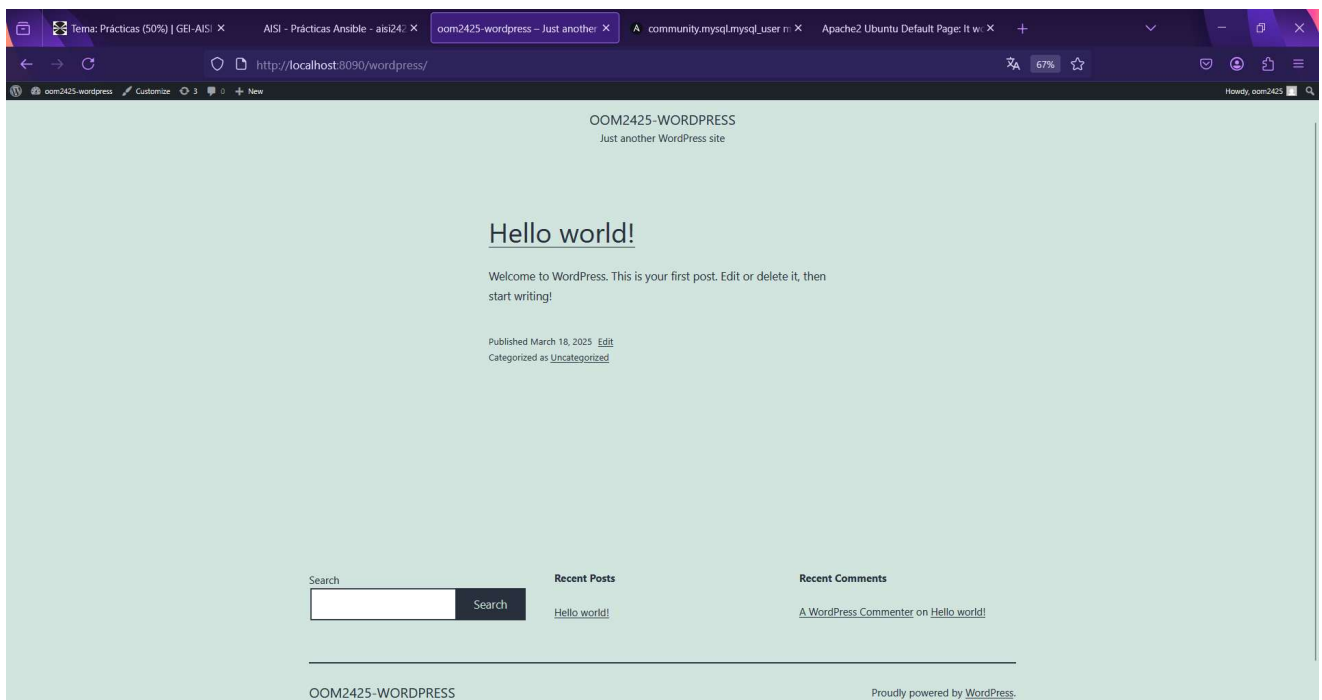 Tema: Prácticas (50%) | GEI-AISI
AISI - Prácticas Ansible - aisi242
oom2425-wordpress – Just another
community.mysql.mysql_user m
Apache2 Ubuntu Default Page: It wo
http://localhost:8090/wordpress/
67%
oom2425-wordpress Customize 3 0 New
Howdy, oom2425
OOM2425-WORDPRESS
Just another WordPress site
Hello world!
Welcome to WordPress. This is your first post. Edit or delete it, then
start writing!
Published March 18, 2025 Edit
Categorized as Uncategorized
Search
Search
Recent Posts
Hello world!
Recent Comments
A WordPress Commenter on Hello world!
OOM2425-WORDPRESS
Proudly powered by WordPress.